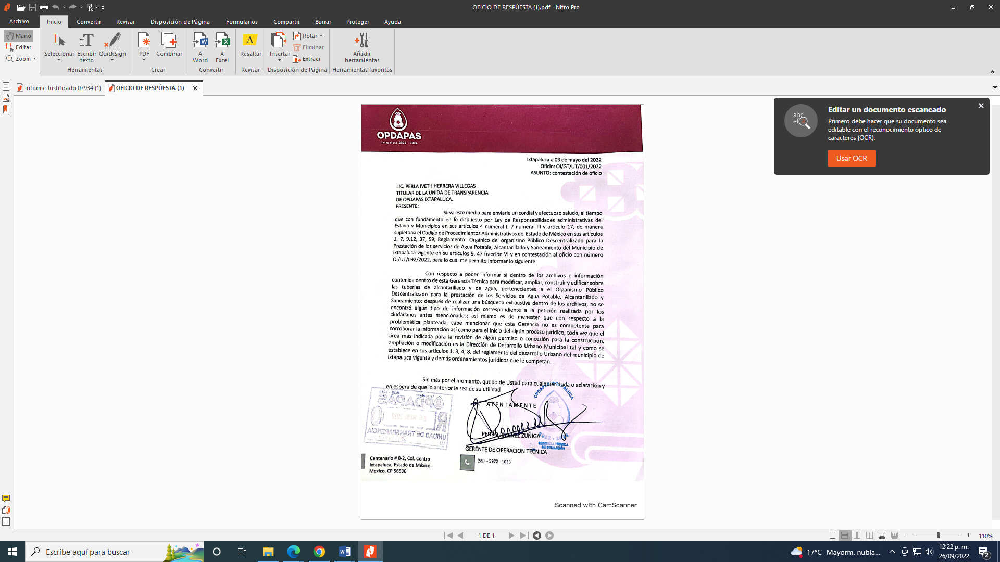 OFICIO DE RESPÚESTA (1).pdf - Nitro Pro
Archivo
Inicio
Convertir
Revisar
Disposición de Página
Formularios
Compartir
Borrar
Proteger
Ayuda
Mano
Editar
Zoom
Seleccionar
Escribir texto
QuickSign
Herramientas
PDF
Combinar
Crear
A Word
A Excel
Convertir
A
Resaltar
Revisar
Insertar
Rotar
Eliminar
Extraer
Disposición de Página
Añadir herramientas
Herramientas favoritas
Informe Justificado 07934 (1)
OFICIO DE RESPÚESTA (1)
abc
efa
Editar un documento escaneado
Primero debe hacer que su documento sea
editable con el reconocimiento óptico de
caracteres (OCR).
Usar OCR
OPDAPAS
Ixtapaluca 2022 - 2024
Ixtapaluca a 03 de mayo del 2022
Oficio: OI/GT/UT/001/2022
ASUNTO: contestación de oficio
LIC. PERLA IVETH HERRERA VILLEGAS
TITULAR DE LA UNIDA DE TRANSPARENCIA
DE OPDAPAS IXTAPALUCA.
PRESENTE:
Sirva este medio para enviarle un cordial y afectuoso saludo, al tiempo
que con fundamento en lo dispuesto por Ley de Responsabilidades administrativas del
Estado y Municipios en sus artículos 4 numeral I, 7 numeral III y articulo 17, de manera
supletoria el Código de Procedimientos Administrativos del Estado de México en sus artículos
1, 7, 9,12, 37, 59; Reglamento Orgánico del organismo Público Descentralizado para la
Prestación de los servicios de Agua Potable, Alcantarillado y Saneamiento del Municipio de
Ixtapaluca vigente en su artículos 9, 47 fracción VI y en contestación al oficio con número
OI/UT/092/2022, para lo cual me permito informar lo siguiente:
Con respecto a poder informar si dentro de los archivos e información
contenida dentro de esta Gerencia Técnica para modificar, ampliar, construir y edificar sobre
las tuberías de alcantarillado y de agua, pertenecientes a el Organismo Público
Descentralizado para la prestación de los Servicios de Agua Potable, Alcantarillado y
Saneamiento; después de realizar una búsqueda exhaustiva dentro de los archivos, no se
encontró algún tipo de información correspondiente a la petición realizada por los
ciudadanos antes mencionados; así mismo es de menester que con respecto a la
problemática planteada, cabe mencionar que esta Gerencia no es competente para
corroborar la información así como para el inicio del algún proceso jurídico, toda vez que el
área más indicada para la revisión de algún permiso o concesión para la construcción,
ampliación o modificación es la Dirección de Desarrollo Urbano Municipal tal y como se
establece en sus artículos 1, 3, 4, 8, del reglamento del desarrollo Urbano del municipio de
Ixtapaluca vigente y demás ordenamientos jurídicos que le competan.
Sin más por el momento, quedo de Usted para cualquier duda o aclaración y
en espera de que lo anterior le sea de su utilidad
OPDAPAS
UNIDAD DE TRANSPARENCIA
ATENTAMENTE
PEDRO JIMENEZ ZUÑIGA
2022 - 2024
GERENTE DE OPERACION TECNICA
Centenario # 8-2, Col. Centro
Ixtapaluca, Estado de México
Mexico, CP 56530
(55) – 5972 - 1033
Scanned with CamScanner
1 DE 1
110%
Escribe aquí para buscar
17°C Mayorm. nubla...
12:22 p. m.
26/09/2022
2